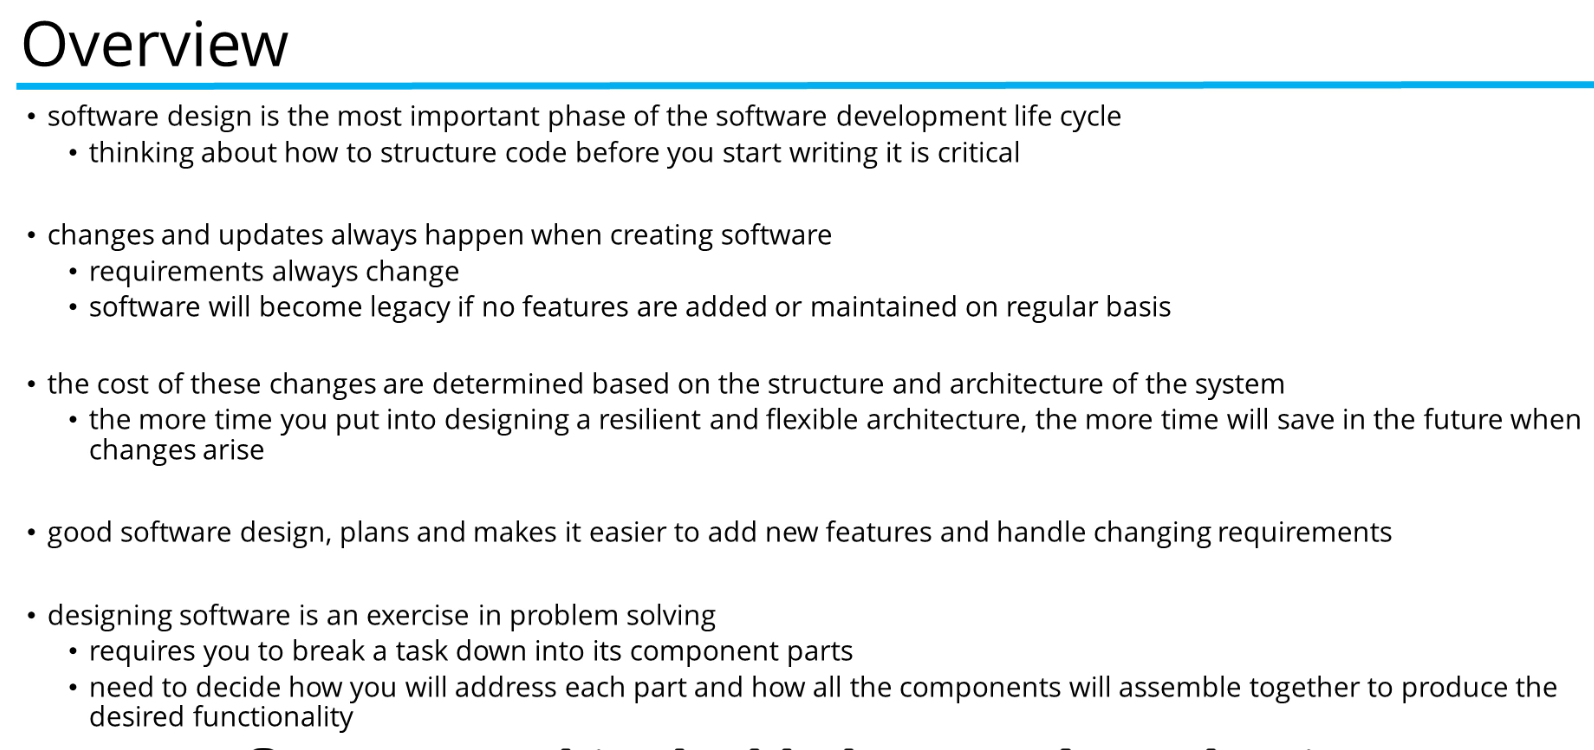 Overview
• software design is the most important phase of the software development life cycle
• thinking about how to structure code before you start writing it is critical
• changes and updates always happen when creating software
• requirements always change
• software will become legacy if no features are added or maintained on regular basis
• the cost of these changes are determined based on the structure and architecture of the system
• the more time you put into designing a resilient and flexible architecture, the more time will save in the future when
changes arise
• good software design, plans and makes it easier to add new features and handle changing requirements
• designing software is an exercise in problem solving
• requires you to break a task down into its component parts
• need to decide how you will address each part and how all the components will assemble together to produce the
desired functionality